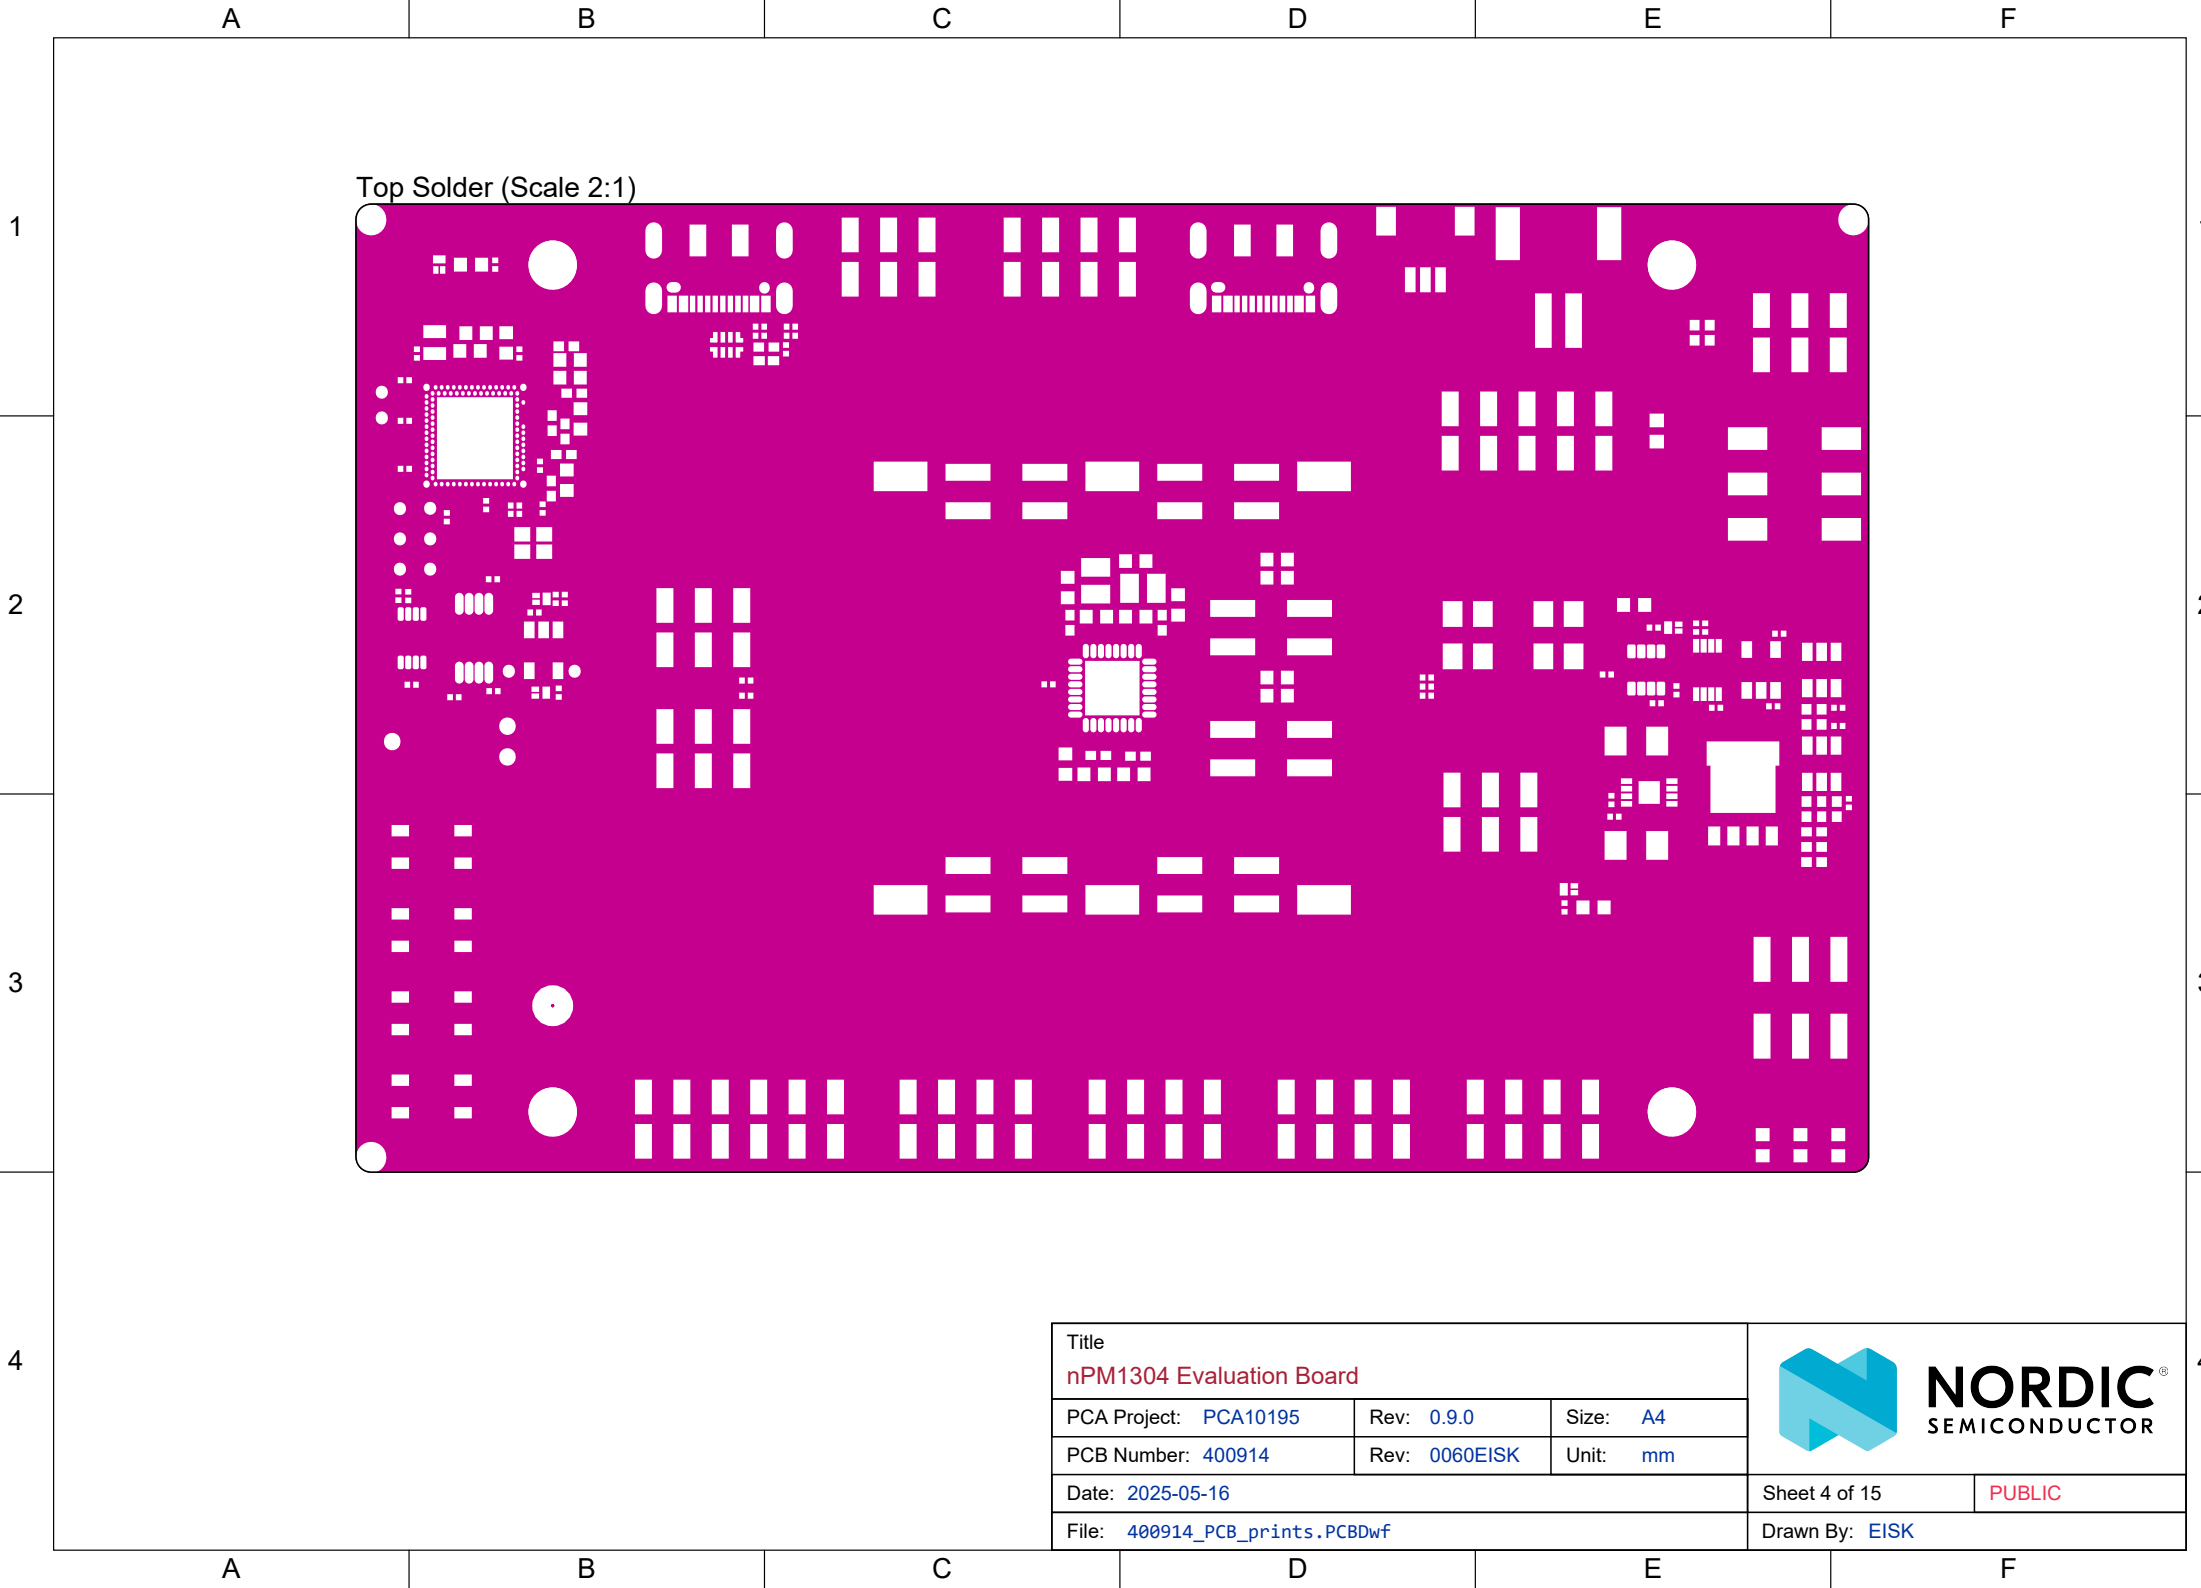 A B C D E F
Top Solder (Scale 2:1)
1
2
3
4
Title
nPM1304 Evaluation Board
PCA Project: PCA10195 Rev: 0.9.0 Size: A4
PCB Number: 400914 Rev: 0060EISK Unit: mm
Date: 2025-05-16
File: 400914_PCB_prints.PCBDwf
NORDIC®
SEMICONDUCTOR
Sheet 4 of 15 PUBLIC
Drawn By: EISK
A B C D E F